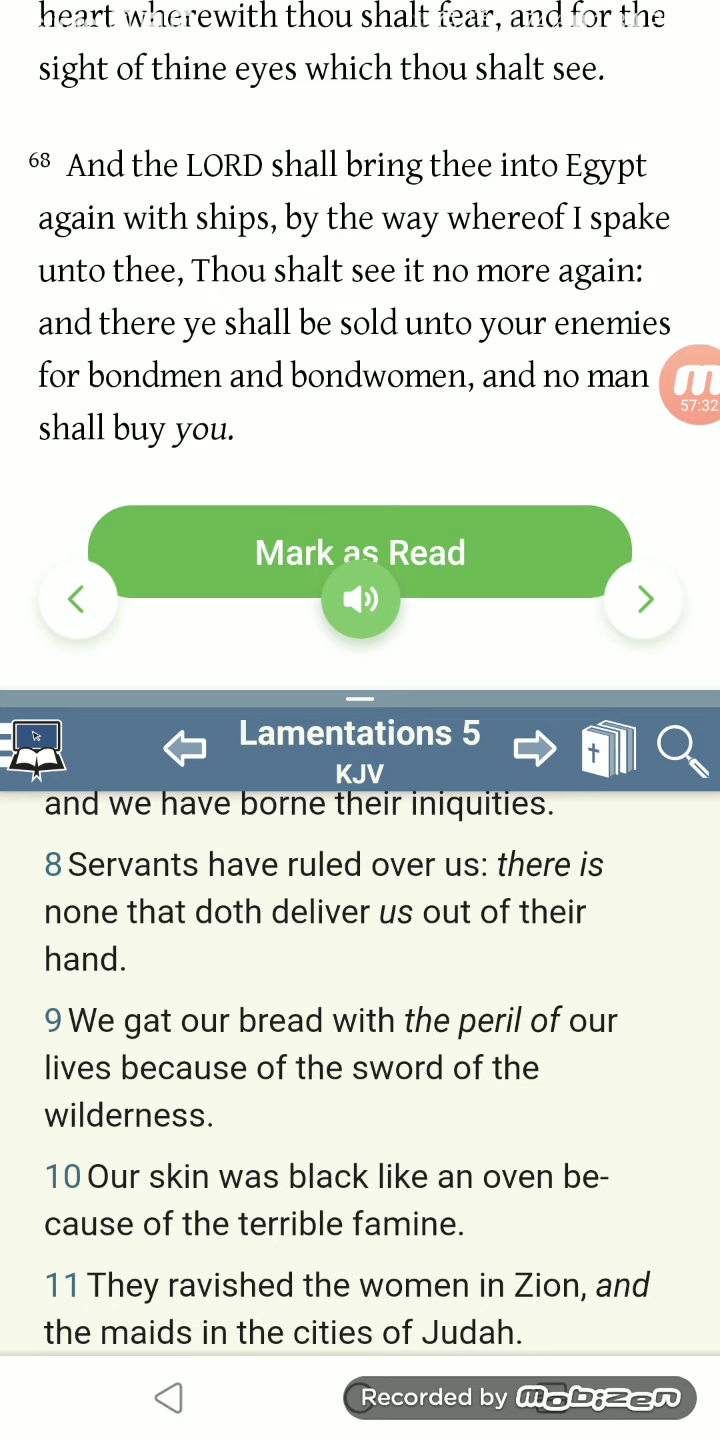 heart wherewith thou shalt fear, and for the
sight of thine eyes which thou shalt see.
68 And the LORD shall bring thee into Egypt
again with ships, by the way whereof I spake
unto thee, Thou shalt see it no more again:
and there ye shall be sold unto your enemies
for bondmen and bondwomen, and no man
shall buy you.
57:32
Mark as Read
Lamentations 5
KJV
and we have borne their iniquities.
8 Servants have ruled over us: there is
none that doth deliver us out of their
hand.
9 We gat our bread with the peril of our
lives because of the sword of the
wilderness.
10 Our skin was black like an oven be-
cause of the terrible famine.
11 They ravished the women in Zion, and
the maids in the cities of Judah.
Recorded by mobizen